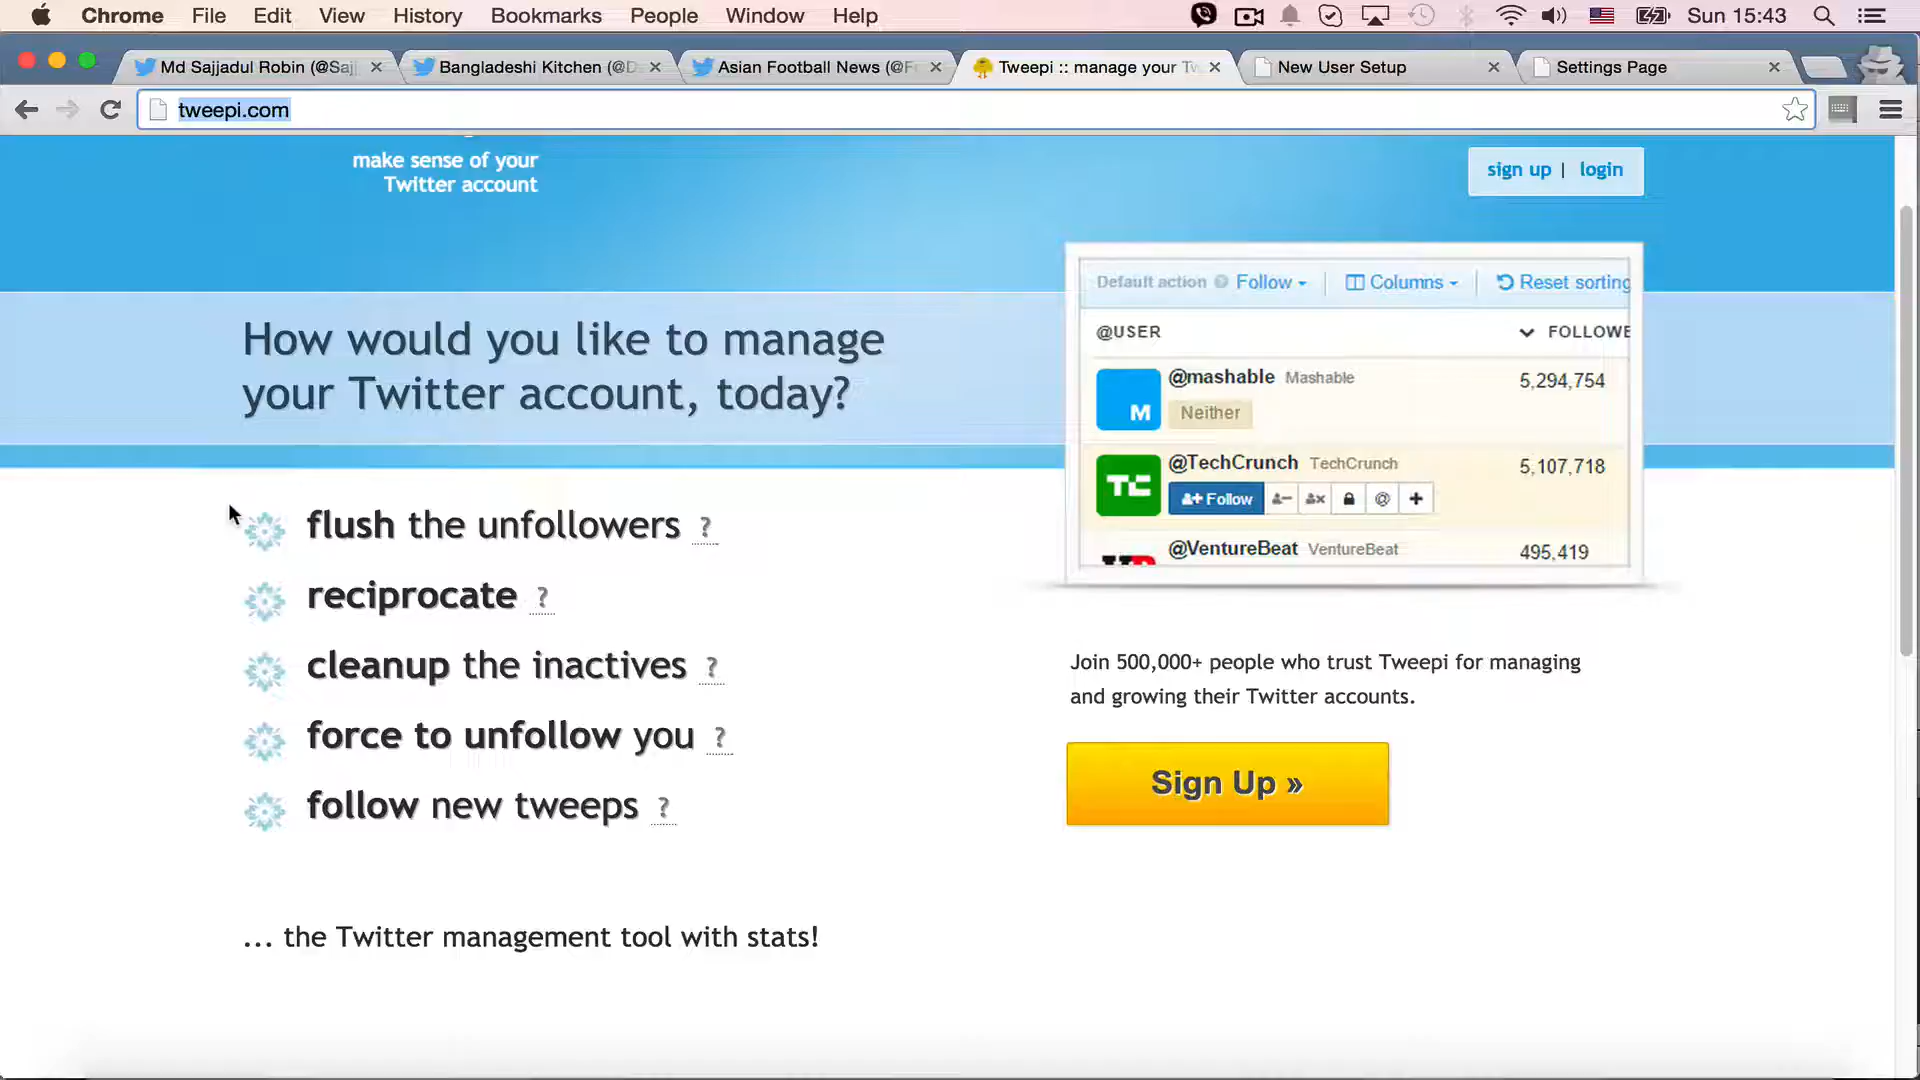 Chrome File Edit View History Bookmarks People Window Help Sun 15:43
Md Sajjadul Robin (@Saj
Bangladeshi Kitchen (@D
Asian Football News (@F
Tweepi :: manage your Tw
New User Setup
Settings Page
tweepi.com
make sense of your
Twitter account
sign up | login
How would you like to manage
your Twitter account, today?
Default action Follow Columns Reset sorting
@USER FOLLOWE
@mashable Mashable 5,294,754
M
Neither
@TechCrunch TechCrunch 5,107,718
TC
Follow @
@VentureBeat VentureBeat 495,419
flush the unfollowers ?
reciprocate ?
cleanup the inactives ?
force to unfollow you ?
follow new tweeps ?
Join 500,000+ people who trust Tweepi for managing
and growing their Twitter accounts.
Sign Up »
... the Twitter management tool with stats!